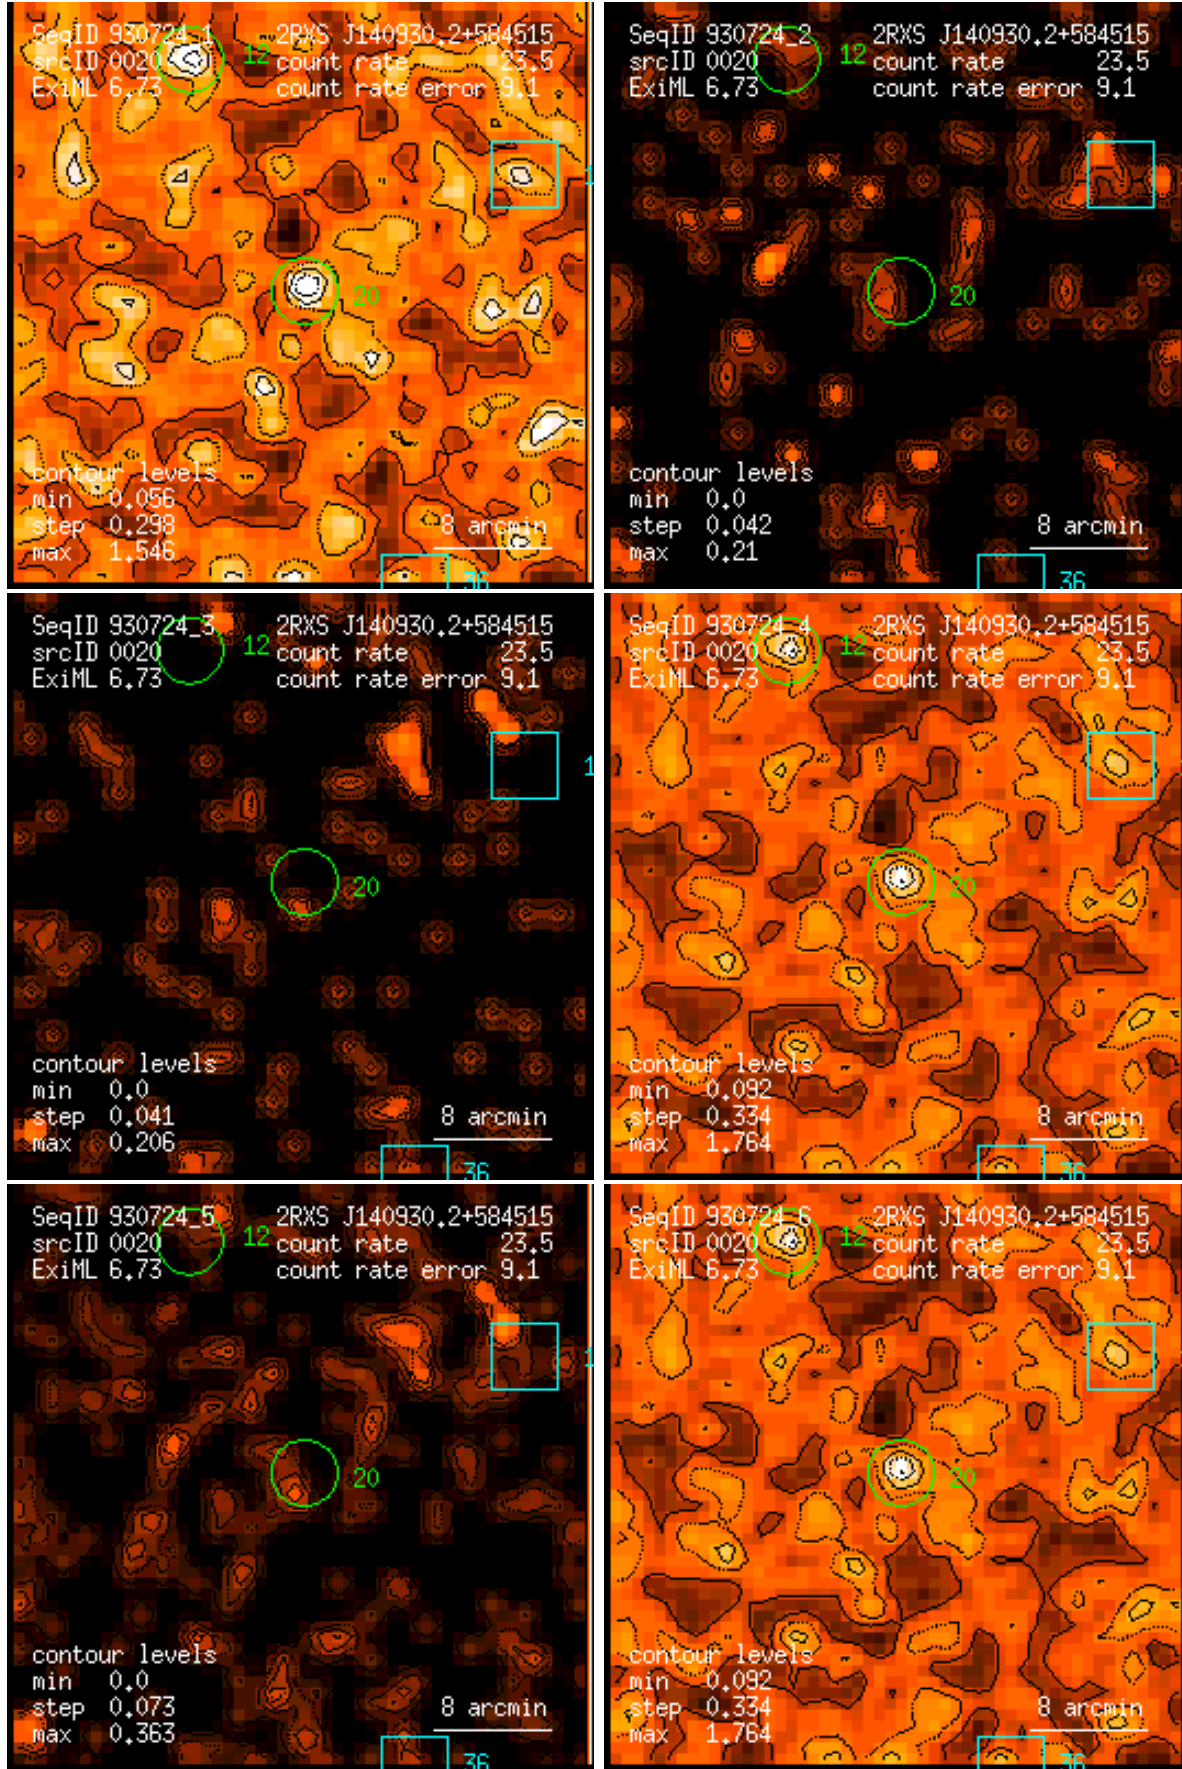 SeqID 930724_1 2RXS J140930.2+584515
srcID 0020 12 count rate 23.5
ExiML 6.73 count rate error 9.1
1
20
contour levels
min 0.056
step 0.298 8 arcmin
max 1.546
36
SeqID 930724_2 2RXS J140930.2+584515
srcID 0020 12 count rate 23.5
ExiML 6.73 count rate error 9.1
20
contour levels
min 0.0
step 0.042 8 arcmin
max 0.21
36
SeqID 930724_3 2RXS J140930.2+584515
srcID 0020 12 count rate 23.5
ExiML 6.73 count rate error 9.1
1
20
contour levels
min 0.0
step 0.041 8 arcmin
max 0.206
36
SeqID 930724_4 2RXS J140930.2+584515
srcID 0020 12 count rate 23.5
ExiML 6.73 count rate error 9.1
20
contour levels
min 0.092
step 0.334 8 arcmin
max 1.764
36
SeqID 930724_5 2RXS J140930.2+584515
srcID 0020 12 count rate 23.5
ExiML 6.73 count rate error 9.1
1
20
contour levels
min 0.0
step 0.073 8 arcmin
max 0.363
36
SeqID 930724_6 2RXS J140930.2+584515
srcID 0020 12 count rate 23.5
ExiML 6.73 count rate error 9.1
20
contour levels
min 0.092
step 0.334 8 arcmin
max 1.764
36